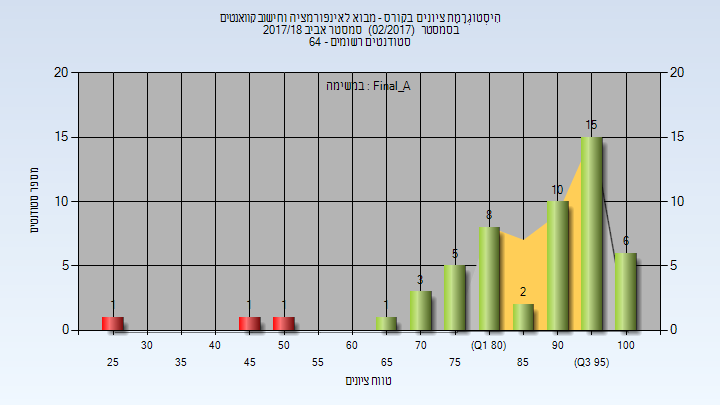 היסטוגרמת ציונים בקורס - מבוא לאינפורמציה וחישוב קוואנטים
בסמסטר (02/2017) סמסטר אביב 2017/18
סטודנטים רשומים - 64
במשימה : Final_A
20 20
15 15
10 10
5 5
0 0
מספר סטודנטים
1 1 1 1 3 5 8 2 10 15 6
30 40 50 60 70 (Q1 80) 90 100
25 35 45 55 65 75 85 (Q3 95)
טווח ציונים